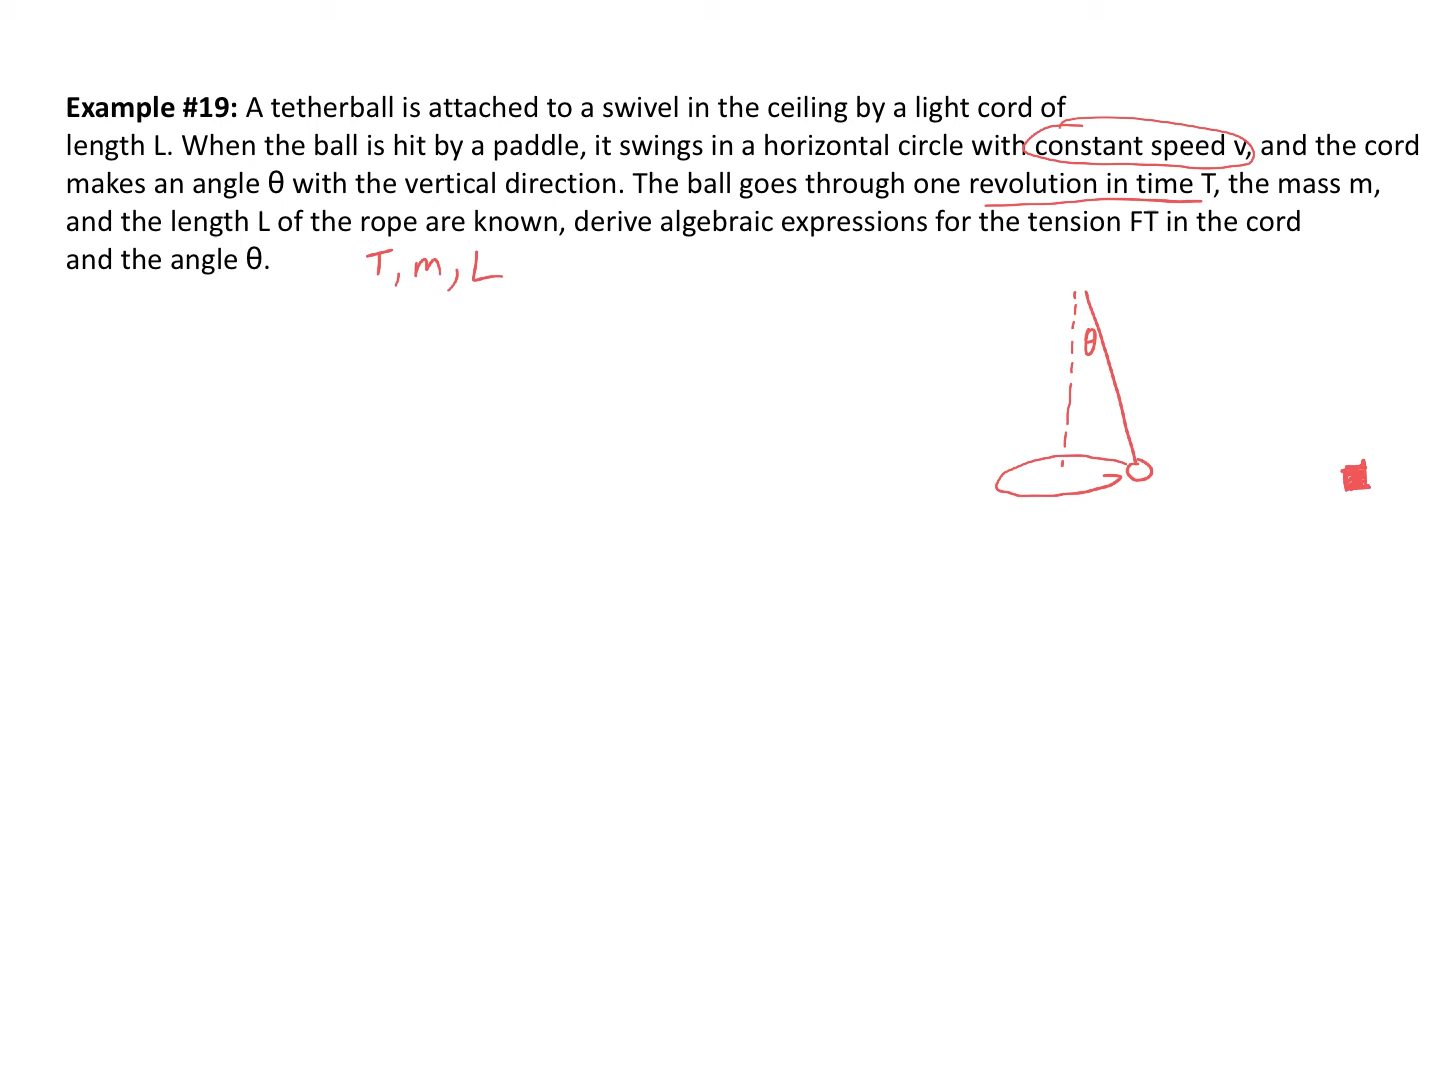 Example #19: A tetherball is attached to a swivel in the ceiling by a light cord of
length L. When the ball is hit by a paddle, it swings in a horizontal circle with constant speed v, and the cord
makes an angle θ with the vertical direction. The ball goes through one revolution in time T, the mass m,
and the length L of the rope are known, derive algebraic expressions for the tension FT in the cord
and the angle θ.
T, m, L
θ